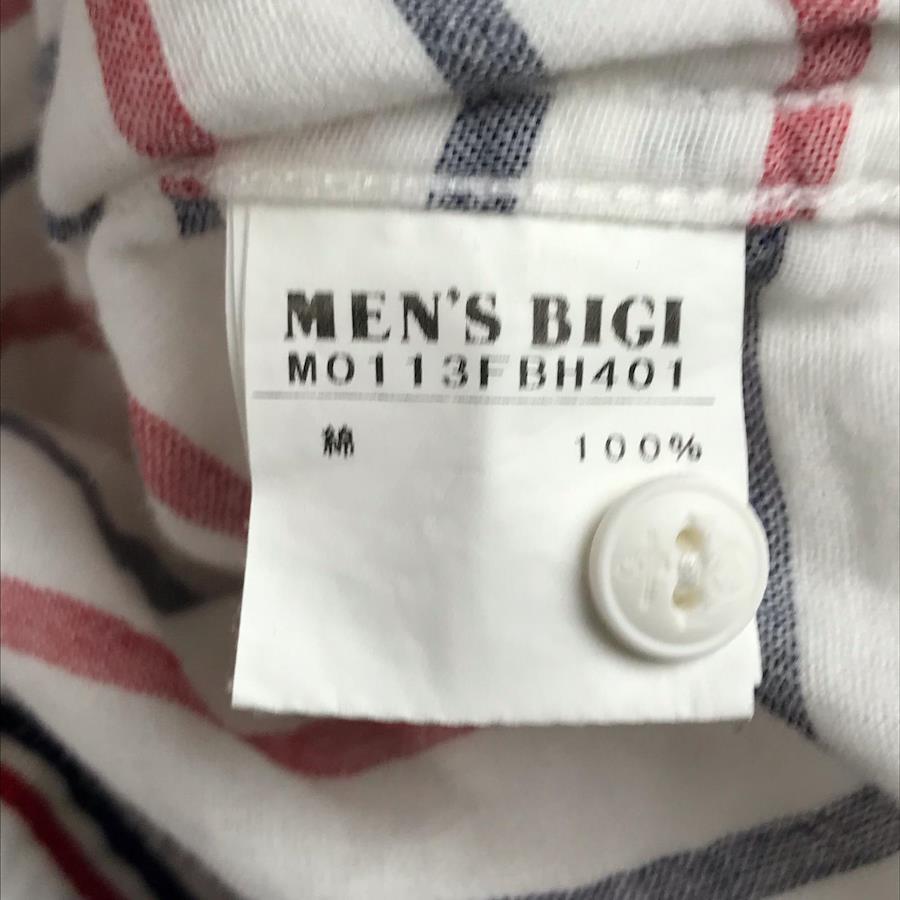 MEN'S BIGI
M0113FBH401
綿 100%